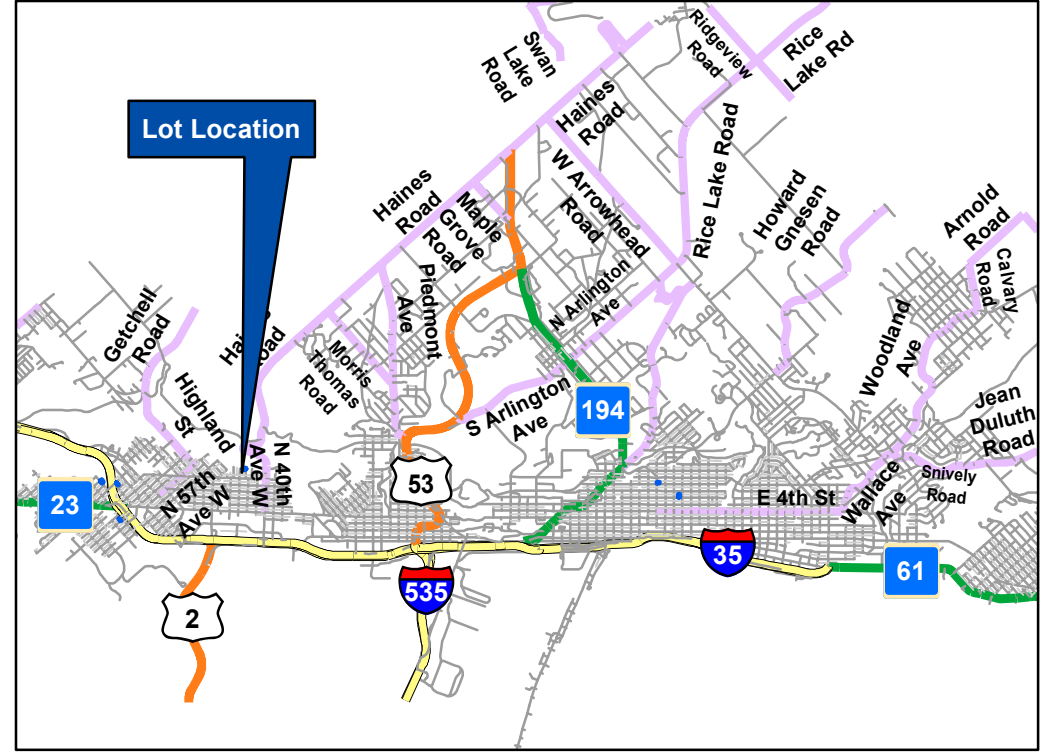 Swan
Lake
Road
Ridgeview
Road
Rice
Lake Rd
Lot Location
Haines
Road
Haines
Road
Maple
Grove
Road
W Arrowhead
Road
Rice Lake Road
Howard
Gnesen
Road
Arnold
Road
Calvary
Road
Getchell
Road
Road
Piedmont
Ave
N Arlington
Ave
Morris
Thomas
Road
Woodland
Ave
Highland
St
S Arlington
Ave
194
Jean
Duluth
Road
N 40th
Ave W
N 57th
Ave W
53
Snively
Road
Wallace
Ave
E 4th St
23
35
61
535
2